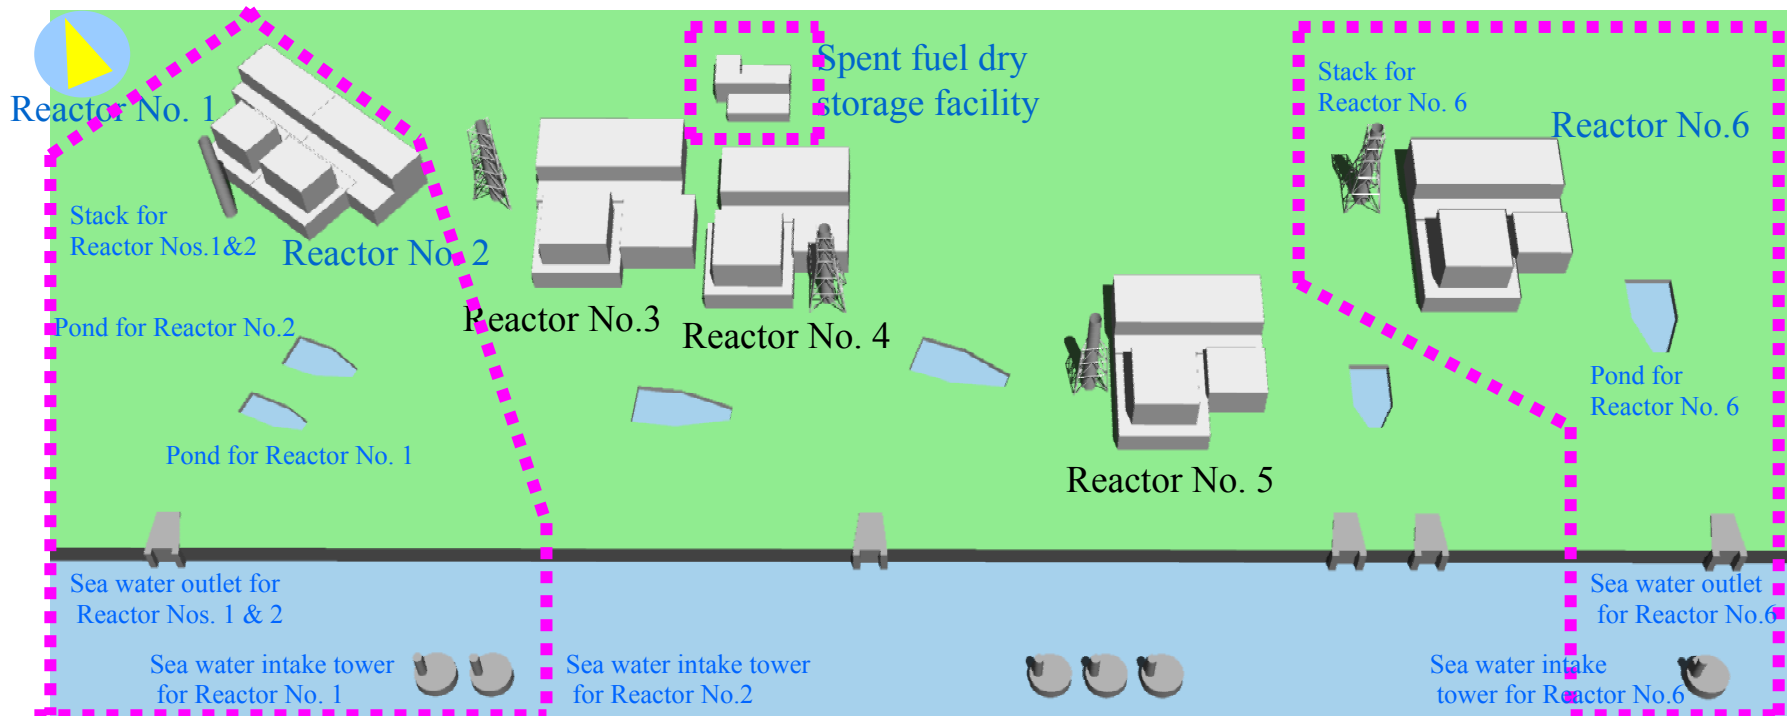 Reactor No. 1
Spent fuel dry
storage facility
Stack for
Reactor No. 6
Reactor No.6
Stack for
Reactor Nos.1&2
Reactor No. 2
Reactor No.3
Reactor No. 4
Pond for Reactor No.2
Pond for
Reactor No. 6
Pond for Reactor No. 1
Reactor No. 5
Sea water outlet for
Reactor Nos. 1 & 2
Sea water outlet
for Reactor No.6
Sea water intake tower
for Reactor No. 1
Sea water intake tower
for Reactor No.2
Sea water intake
tower for Reactor No.6